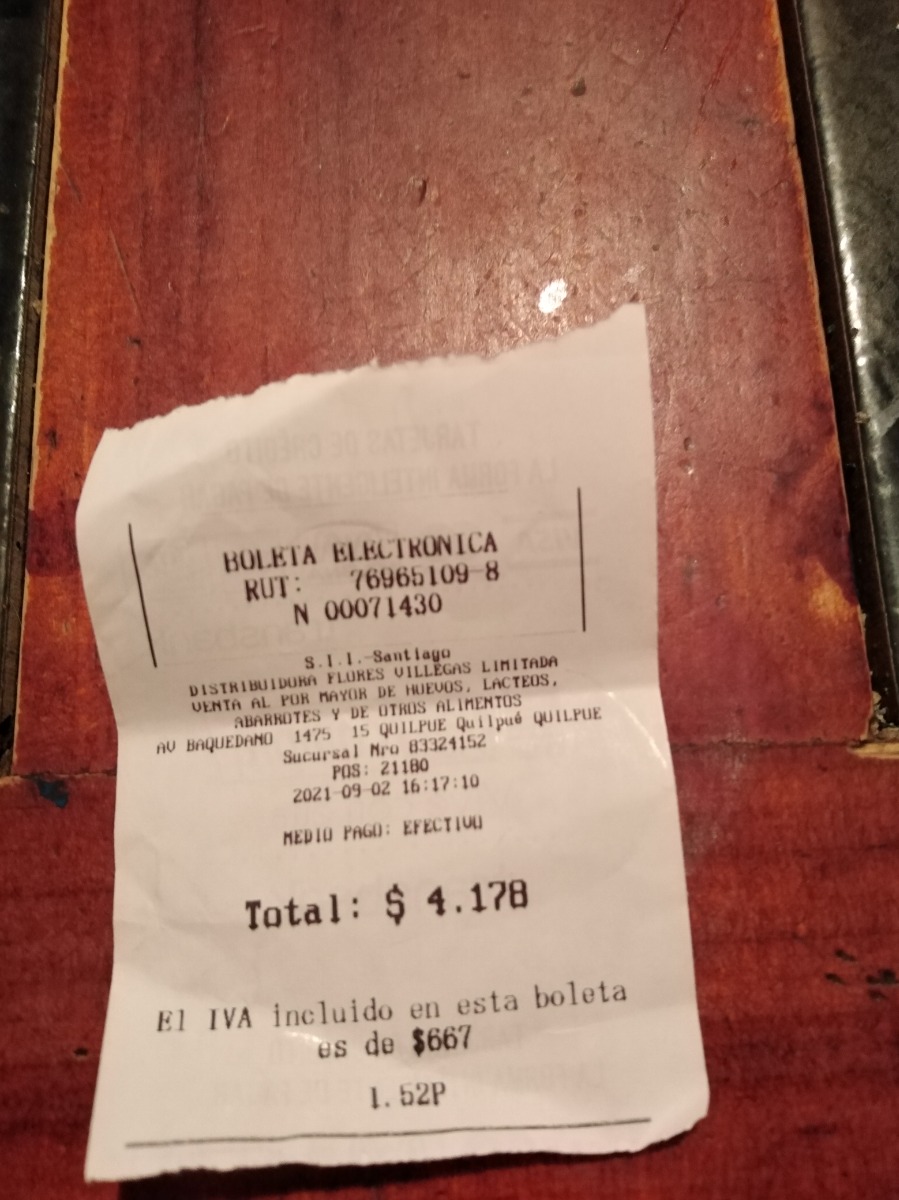 BOLETA ELECTRONICA
RUT: 76965109-8
N 00071430
S.I.I.-Santiago
DISTRIBUIDORA FLORES VILLEGAS LIMITADA
VENTA AL POR MAYOR DE HUEVOS, LACTEOS,
ABARROTES Y DE OTROS ALIMENTOS
AV BAQUEDANO 1475 15 QUILPUE Quilpué QUILPUE
Sucursal Nro 83324152
POS: 21180
2021-09-02 16:17:10
MEDIO PAGO: EFECTIVO
Total: $ 4.178
El IVA incluido en esta boleta
es de $667
1.52P